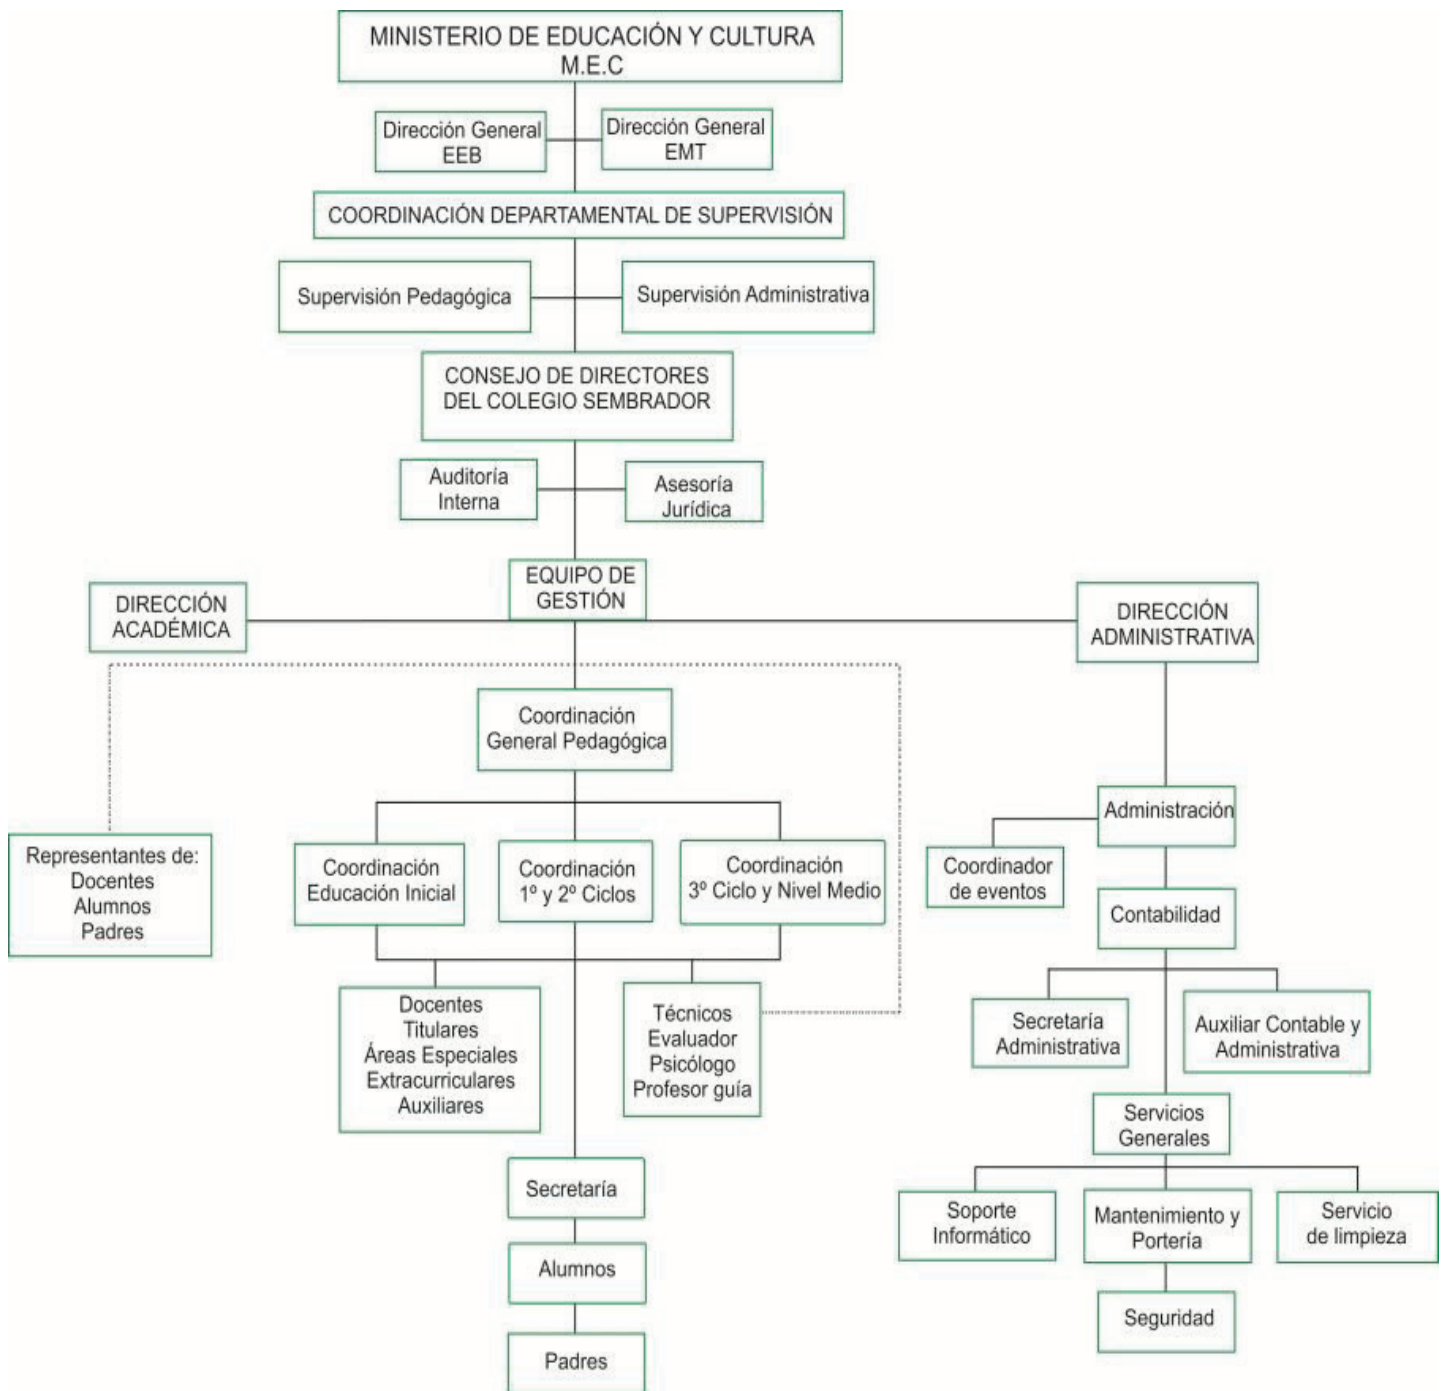 MINISTERIO DE EDUCACIÓN Y CULTURA
M.E.C
Dirección General
EEB
Dirección General
EMT
COORDINACIÓN DEPARTAMENTAL DE SUPERVISIÓN
Supervisión Pedagógica
Supervisión Administrativa
CONSEJO DE DIRECTORES
DEL COLEGIO SEMBRADOR
Auditoría
Interna
Asesoría
Jurídica
EQUIPO DE
GESTIÓN
DIRECCIÓN
ACADÉMICA
DIRECCIÓN
ADMINISTRATIVA
Coordinación
General Pedagógica
Representantes de:
Docentes
Alumnos
Padres
Coordinación
Educación Inicial
Coordinación
1º y 2º Ciclos
Coordinación
3º Ciclo y Nivel Medio
Docentes
Titulares
Áreas Especiales
Extracurriculares
Auxiliares
Técnicos
Evaluador
Psicólogo
Profesor guía
Secretaría
Alumnos
Padres
Administración
Coordinador
de eventos
Contabilidad
Secretaría
Administrativa
Auxiliar Contable y
Administrativa
Servicios
Generales
Soporte
Informático
Mantenimiento y
Portería
Servicio
de limpieza
Seguridad